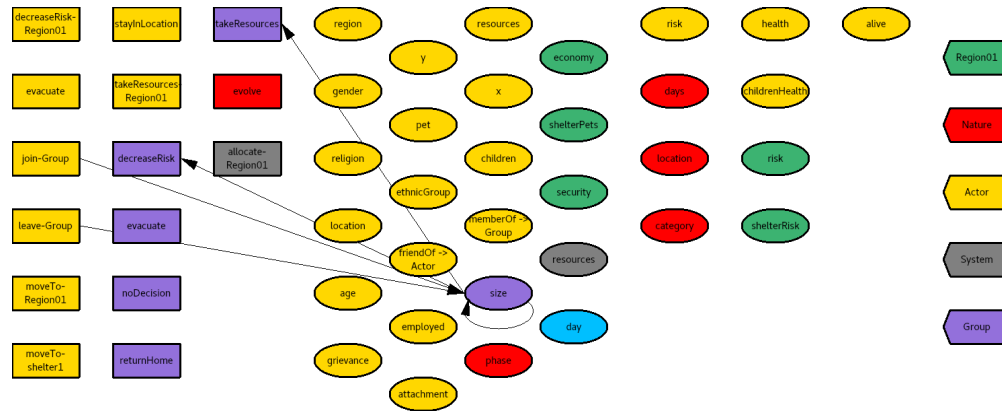 decreaseRisk-
Region01
stayInLocation
takeResources
region
resources
risk
health
alive
y
economy
Region01
evacuate
takeResources-
Region01
evolve
gender
x
days
childrenHealth
Nature
pet
shelterPets
join-Group
decreaseRisk
allocate-
Region01
religion
children
location
risk
ethnicGroup
security
Actor
leave-Group
evacuate
location
memberOf ->
Group
category
shelterRisk
friendOf ->
Actor
resources
System
moveTo-
Region01
noDecision
age
size
employed
day
Group
moveTo-
shelter1
returnHome
grievance
phase
attachment